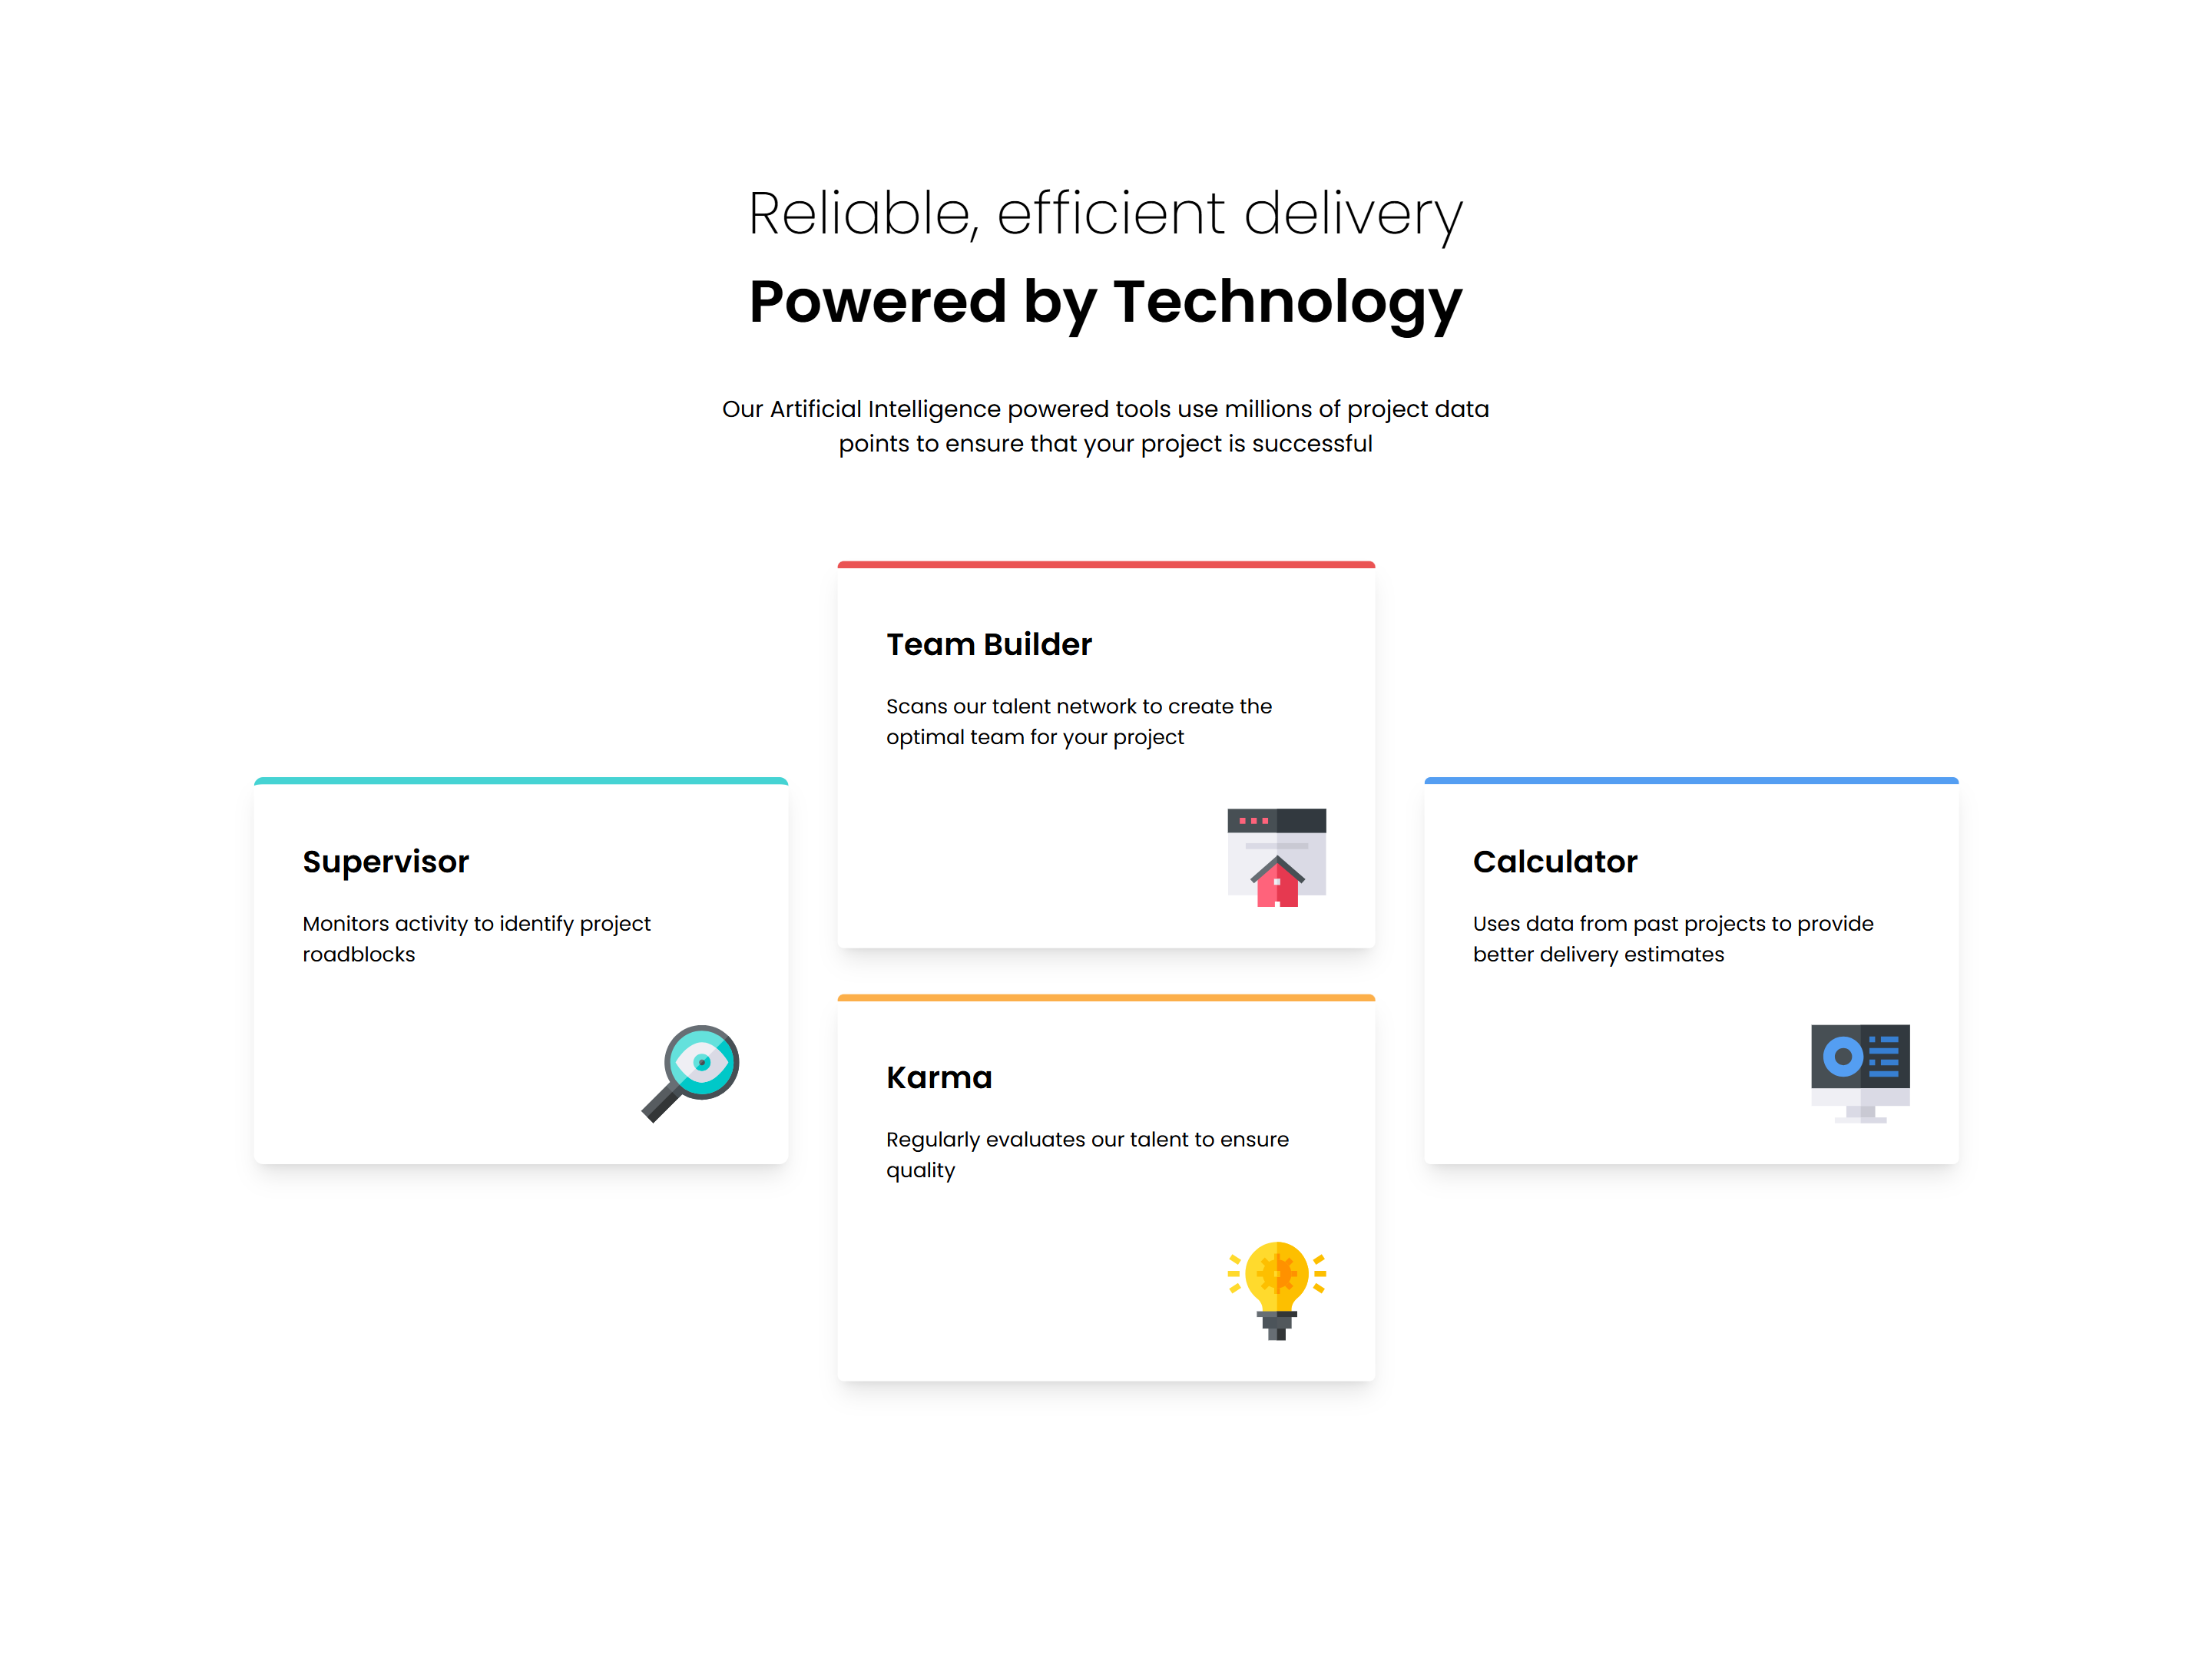 Reliable, efficient delivery
Powered by Technology
Our Artificial Intelligence powered tools use millions of project data
points to ensure that your project is successful
Supervisor
Monitors activity to identify project
roadblocks
Team Builder
Scans our talent network to create the
optimal team for your project
Karma
Regularly evaluates our talent to ensure
quality
Calculator
Uses data from past projects to provide
better delivery estimates